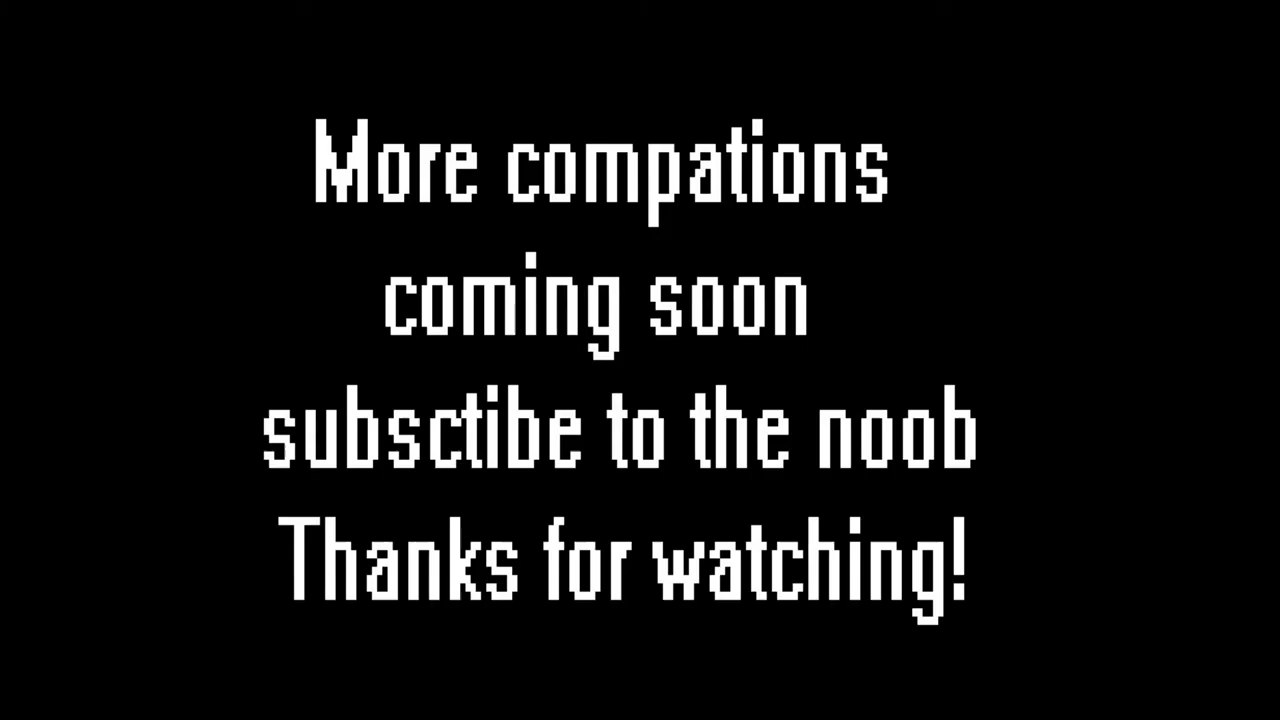 More compations
coming soon
subsctibe to the noob
Thanks for watching!